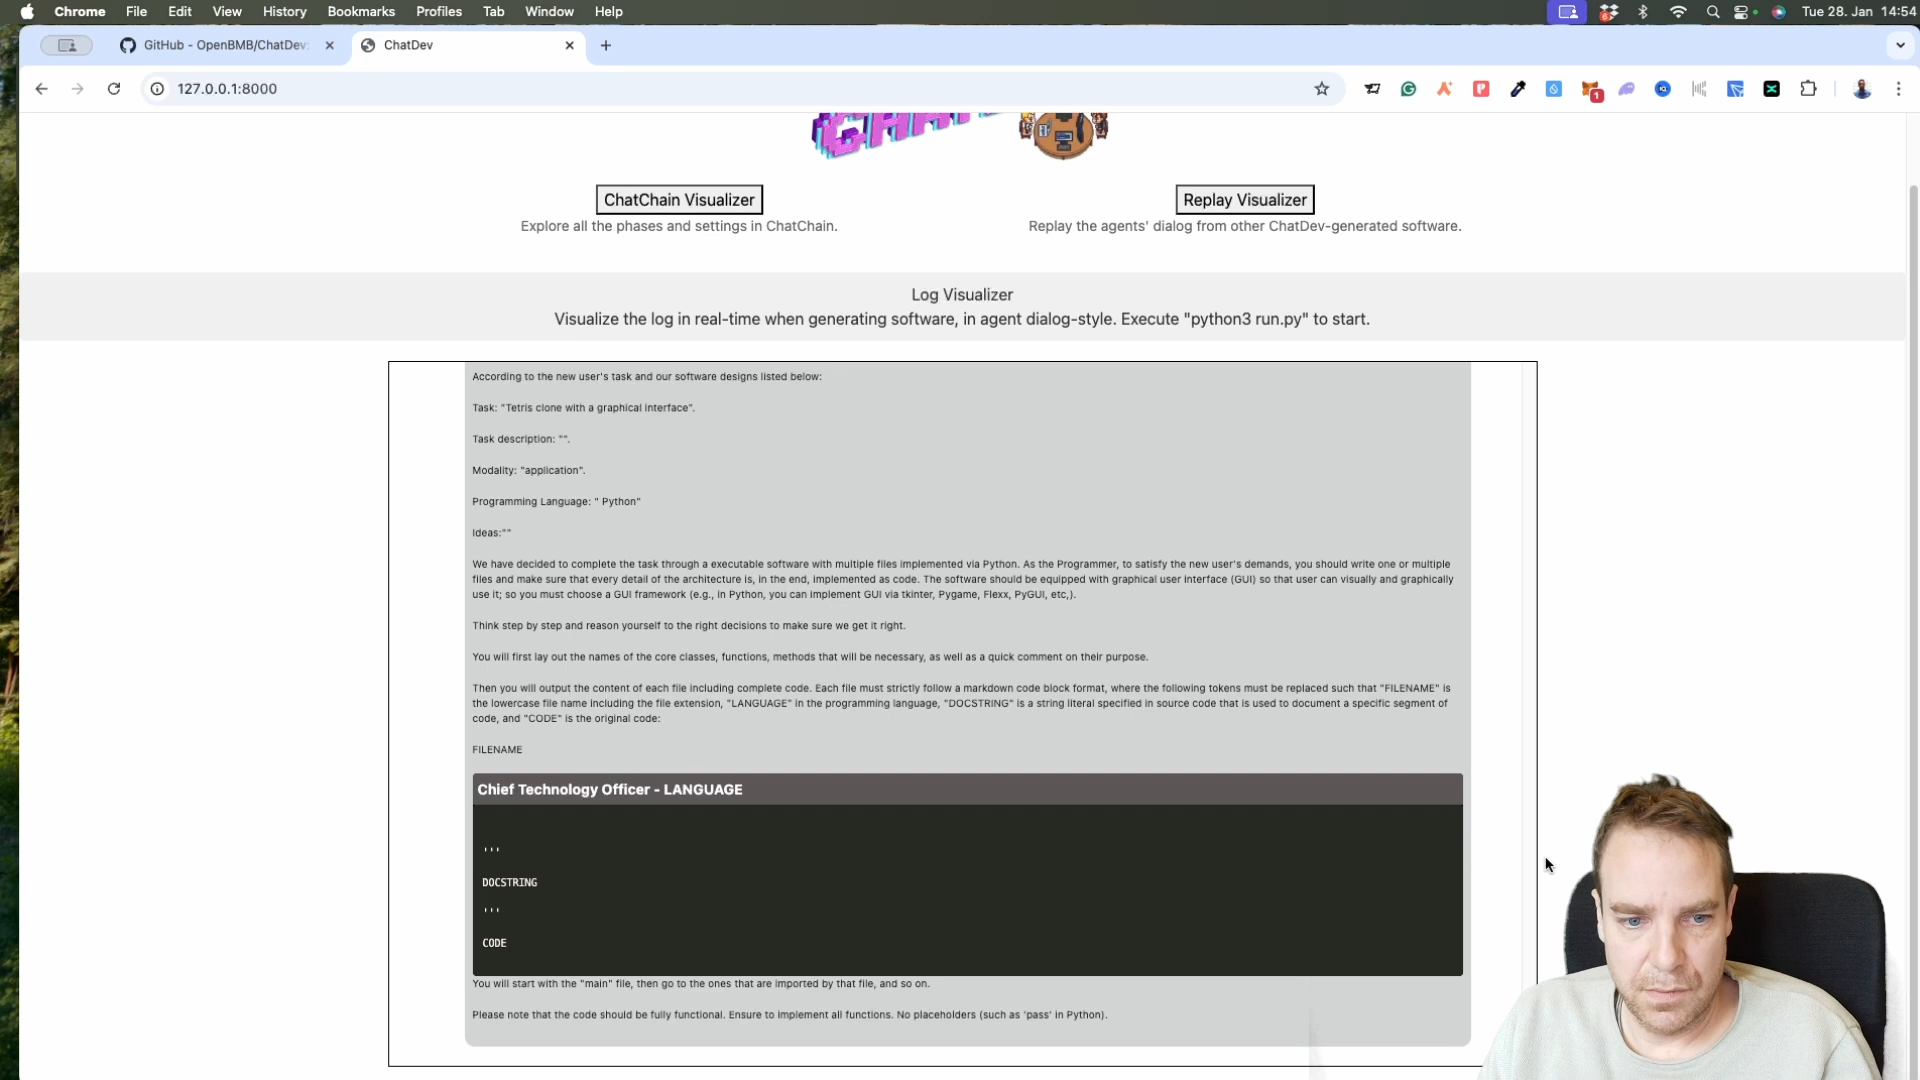 Chrome File Edit View History Bookmarks Profiles Tab Window Help Tue 28. Jan 14:54
GitHub - OpenBMB/ChatDev: ChatDev
127.0.0.1:8000
1
ChatChain Visualizer Replay Visualizer
Explore all the phases and settings in ChatChain. Replay the agents' dialog from other ChatDev-generated software.
Log Visualizer
Visualize the log in real-time when generating software, in agent dialog-style. Execute "python3 run.py" to start.
According to the new user's task and our software designs listed below:
Task: "Tetris clone with a graphical interface".
Task description: "".
Modality: "application".
Programming Language: " Python"
Ideas:""
We have decided to complete the task through a executable software with multiple files implemented via Python. As the Programmer, to satisfy the new user's demands, you should write one or multiple
files and make sure that every detail of the architecture is, in the end, implemented as code. The software should be equipped with graphical user interface (GUI) so that user can visually and graphically
use it; so you must choose a GUI framework (e.g., in Python, you can implement GUI via tkinter, Pygame, Flexx, PyGUI, etc,).
Think step by step and reason yourself to the right decisions to make sure we get it right.
You will first lay out the names of the core classes, functions, methods that will be necessary, as well as a quick comment on their purpose.
Then you will output the content of each file including complete code. Each file must strictly follow a markdown code block format, where the following tokens must be replaced such that "FILENAME" is
the lowercase file name including the file extension, "LANGUAGE" in the programming language, "DOCSTRING" is a string literal specified in source code that is used to document a specific segment of
code, and "CODE" is the original code:
FILENAME
Chief Technology Officer - LANGUAGE
'''
DOCSTRING
'''
CODE
You will start with the "main" file, then go to the ones that are imported by that file, and so on.
Please note that the code should be fully functional. Ensure to implement all functions. No placeholders (such as 'pass' in Python).